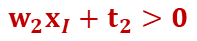 w₂x_I + t₂ > 0